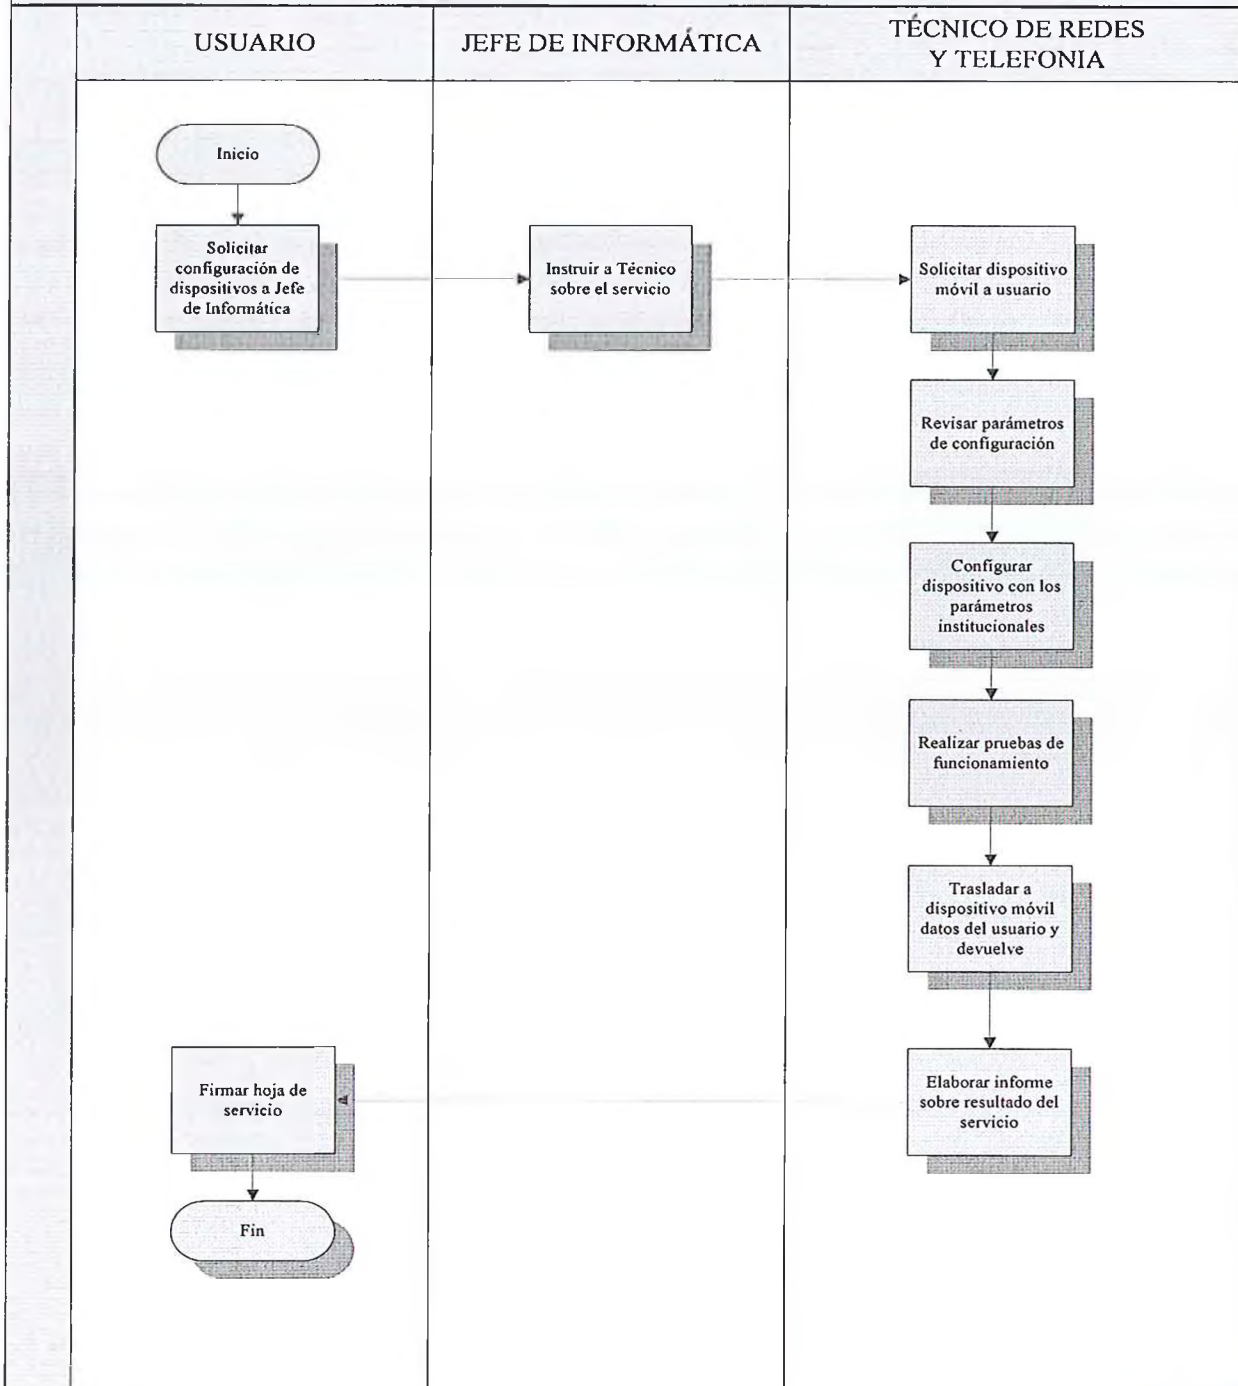 USUARIO
JEFE DE INFORMÁTICA
TÉCNICO DE REDES
Y TELEFONIA
Inicio
Solicitar
configuración de
dispositivos a Jefe
de Informática
Instruir a Técnico
sobre el servicio
Solicitar dispositivo
móvil a usuario
Revisar parámetros
de configuración
Configurar
dispositivo con los
parámetros
institucionales
Realizar pruebas de
funcionamiento
Trasladar a
dispositivo móvil
datos del usuario y
devuelve
Elaborar informe
sobre resultado del
servicio
Firmar hoja de
servicio
Fin